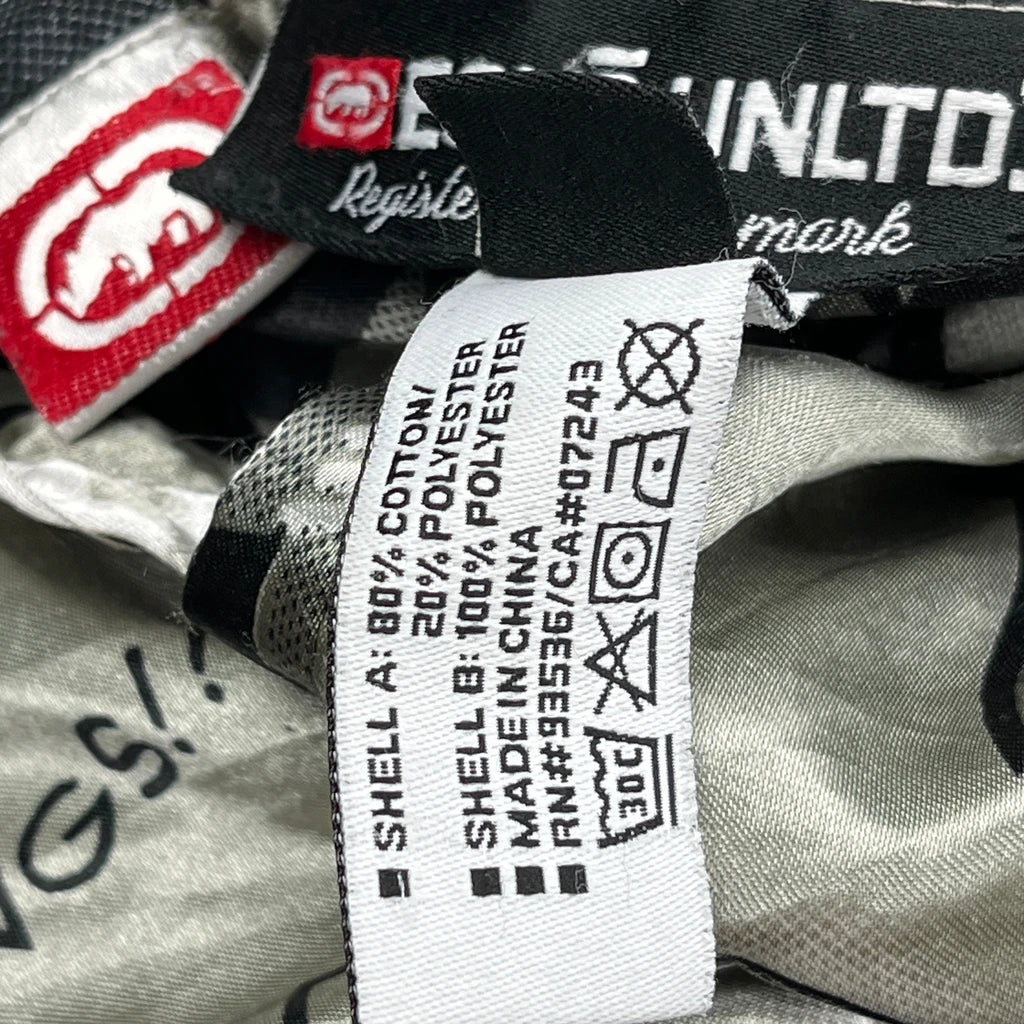 UNLTD.
Registe mark
SHELL A: 80% COTTON/
20% POLYESTER
SHELL B: 100% POLYESTER
MADE IN CHINA
RN#93536/CA#07243
30C
GS!?